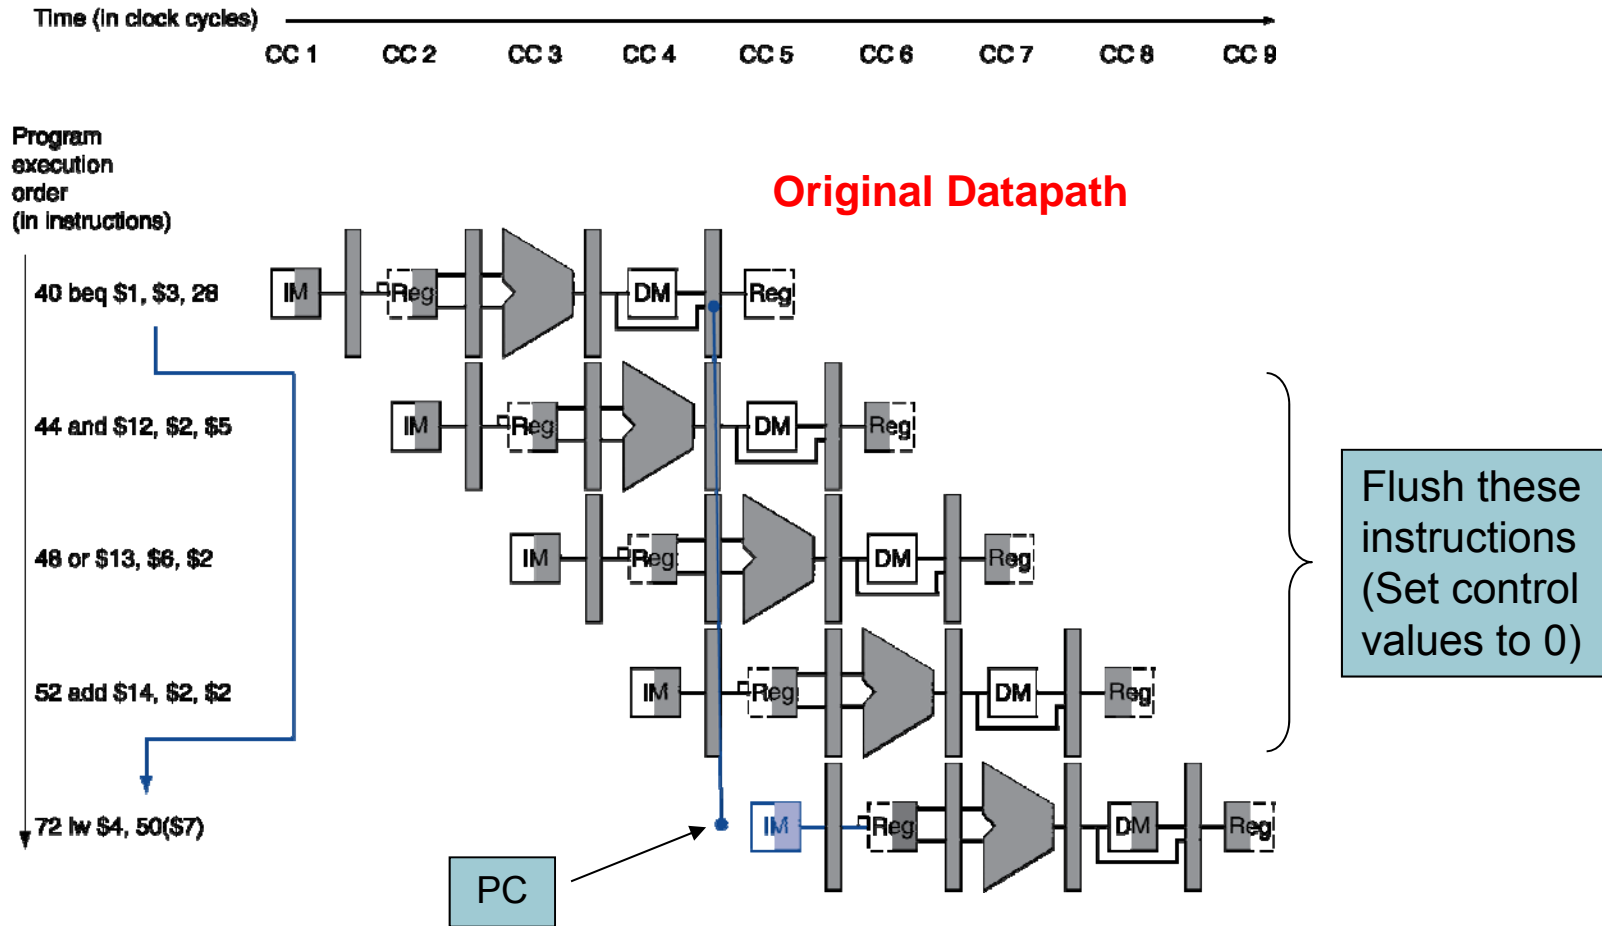 Time (in clock cycles)
CC 1 CC 2 CC 3 CC 4 CC 5 CC 6 CC 7 CC 8 CC 9
Program
execution
order
(in instructions)
Original Datapath
40 beq $1, $3, 28
IM Reg DM Reg
44 and $12, $2, $5
IM Reg DM Reg
48 or $13, $6, $2
IM Reg DM Reg
52 add $14, $2, $2
IM Reg DM Reg
72 lw $4, 50($7)
IM Reg DM Reg
Flush these
instructions
(Set control
values to 0)
PC